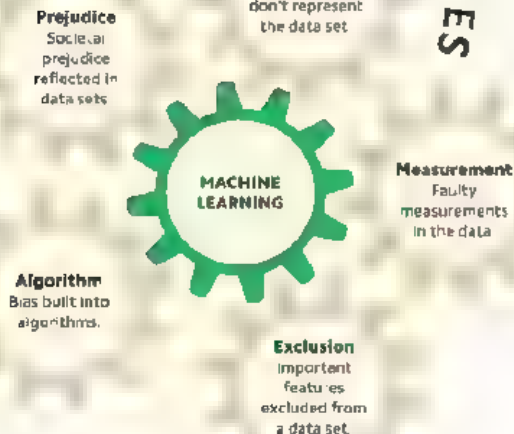 Prejudice
Societal
prejudice
reflected in
data sets
don't represent
the data set
ES
MACHINE
LEARNING
Measurement
Faulty
measurements
in the data
Algorithm
Bias built into
algorithms.
Exclusion
Important
features
excluded from
a data set.